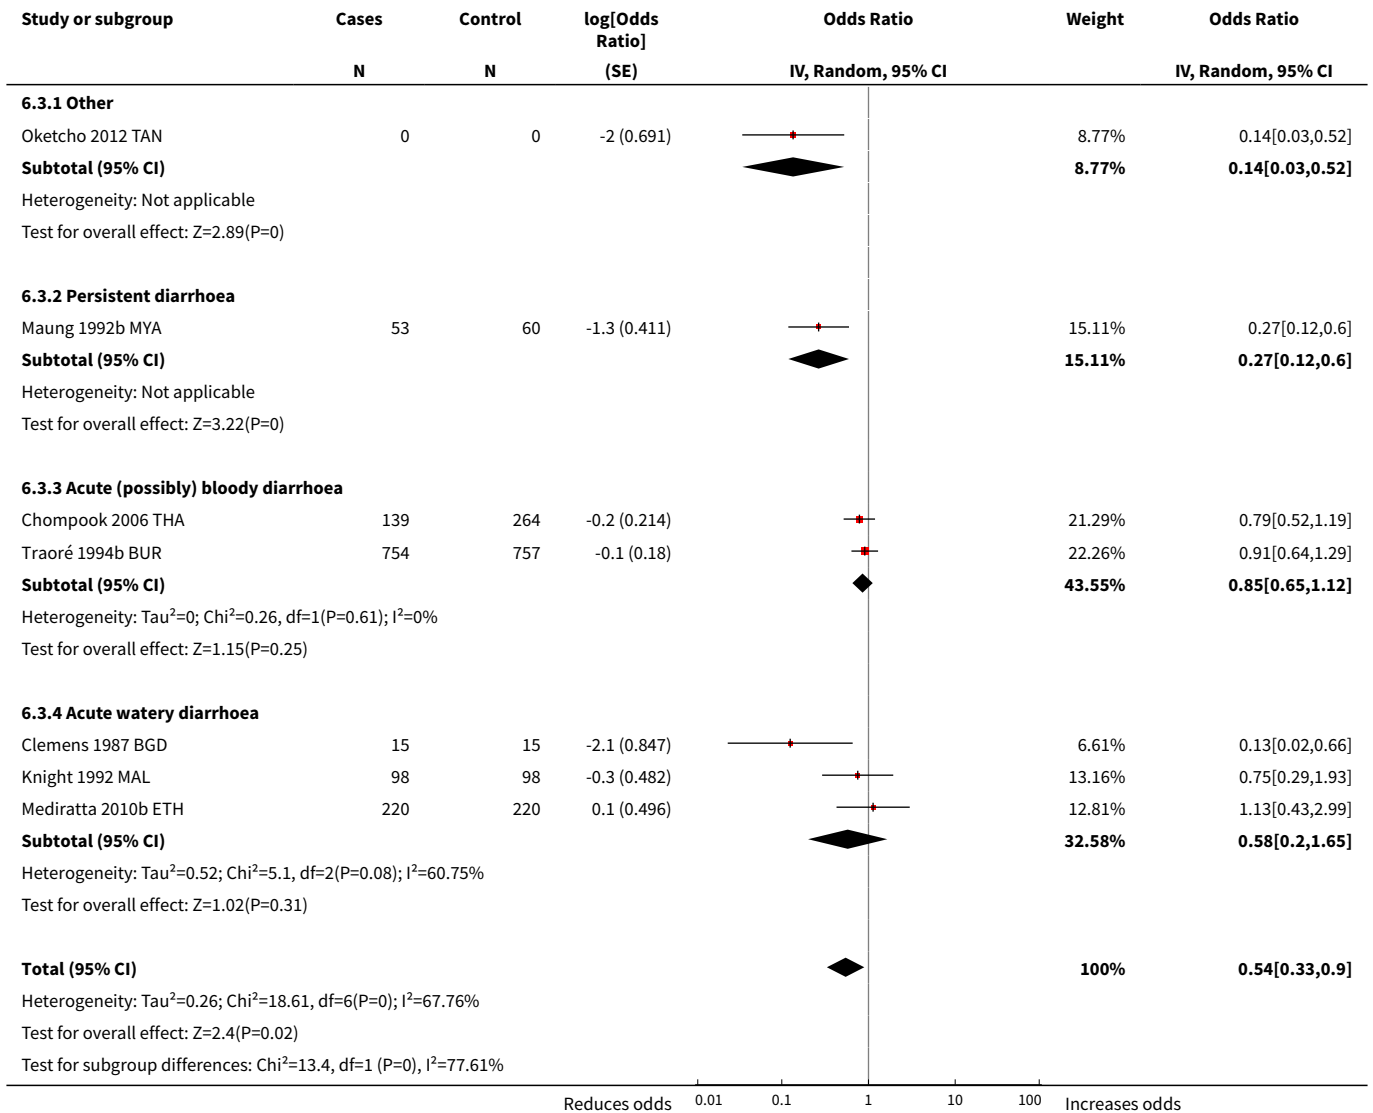 Study or subgroup Cases Control log[Odds Ratio] Odds Ratio Weight Odds Ratio
N N (SE) IV, Random, 95% CI IV, Random, 95% CI
6.3.1 Other
Oketcho 2012 TAN 0 0 -2 (0.691) 8.77% 0.14[0.03,0.52]
Subtotal (95% CI) 8.77% 0.14[0.03,0.52]
Heterogeneity: Not applicable
Test for overall effect: Z=2.89(P=0)
6.3.2 Persistent diarrhoea
Maung 1992b MYA 53 60 -1.3 (0.411) 15.11% 0.27[0.12,0.6]
Subtotal (95% CI) 15.11% 0.27[0.12,0.6]
Heterogeneity: Not applicable
Test for overall effect: Z=3.22(P=0)
6.3.3 Acute (possibly) bloody diarrhoea
Chompook 2006 THA 139 264 -0.2 (0.214) 21.29% 0.79[0.52,1.19]
Traoré 1994b BUR 754 757 -0.1 (0.18) 22.26% 0.91[0.64,1.29]
Subtotal (95% CI) 43.55% 0.85[0.65,1.12]
Heterogeneity: Tau²=0; Chi²=0.26, df=1(P=0.61); I²=0%
Test for overall effect: Z=1.15(P=0.25)
6.3.4 Acute watery diarrhoea
Clemens 1987 BGD 15 15 -2.1 (0.847) 6.61% 0.13[0.02,0.66]
Knight 1992 MAL 98 98 -0.3 (0.482) 13.16% 0.75[0.29,1.93]
Mediratta 2010b ETH 220 220 0.1 (0.496) 12.81% 1.13[0.43,2.99]
Subtotal (95% CI) 32.58% 0.58[0.2,1.65]
Heterogeneity: Tau²=0.52; Chi²=5.1, df=2(P=0.08); I²=60.75%
Test for overall effect: Z=1.02(P=0.31)
Total (95% CI) 100% 0.54[0.33,0.9]
Heterogeneity: Tau²=0.26; Chi²=18.61, df=6(P=0); I²=67.76%
Test for overall effect: Z=2.4(P=0.02)
Test for subgroup differences: Chi²=13.4, df=1 (P=0), I²=77.61%
Reduces odds 0.01 0.1 1 10 100 Increases odds